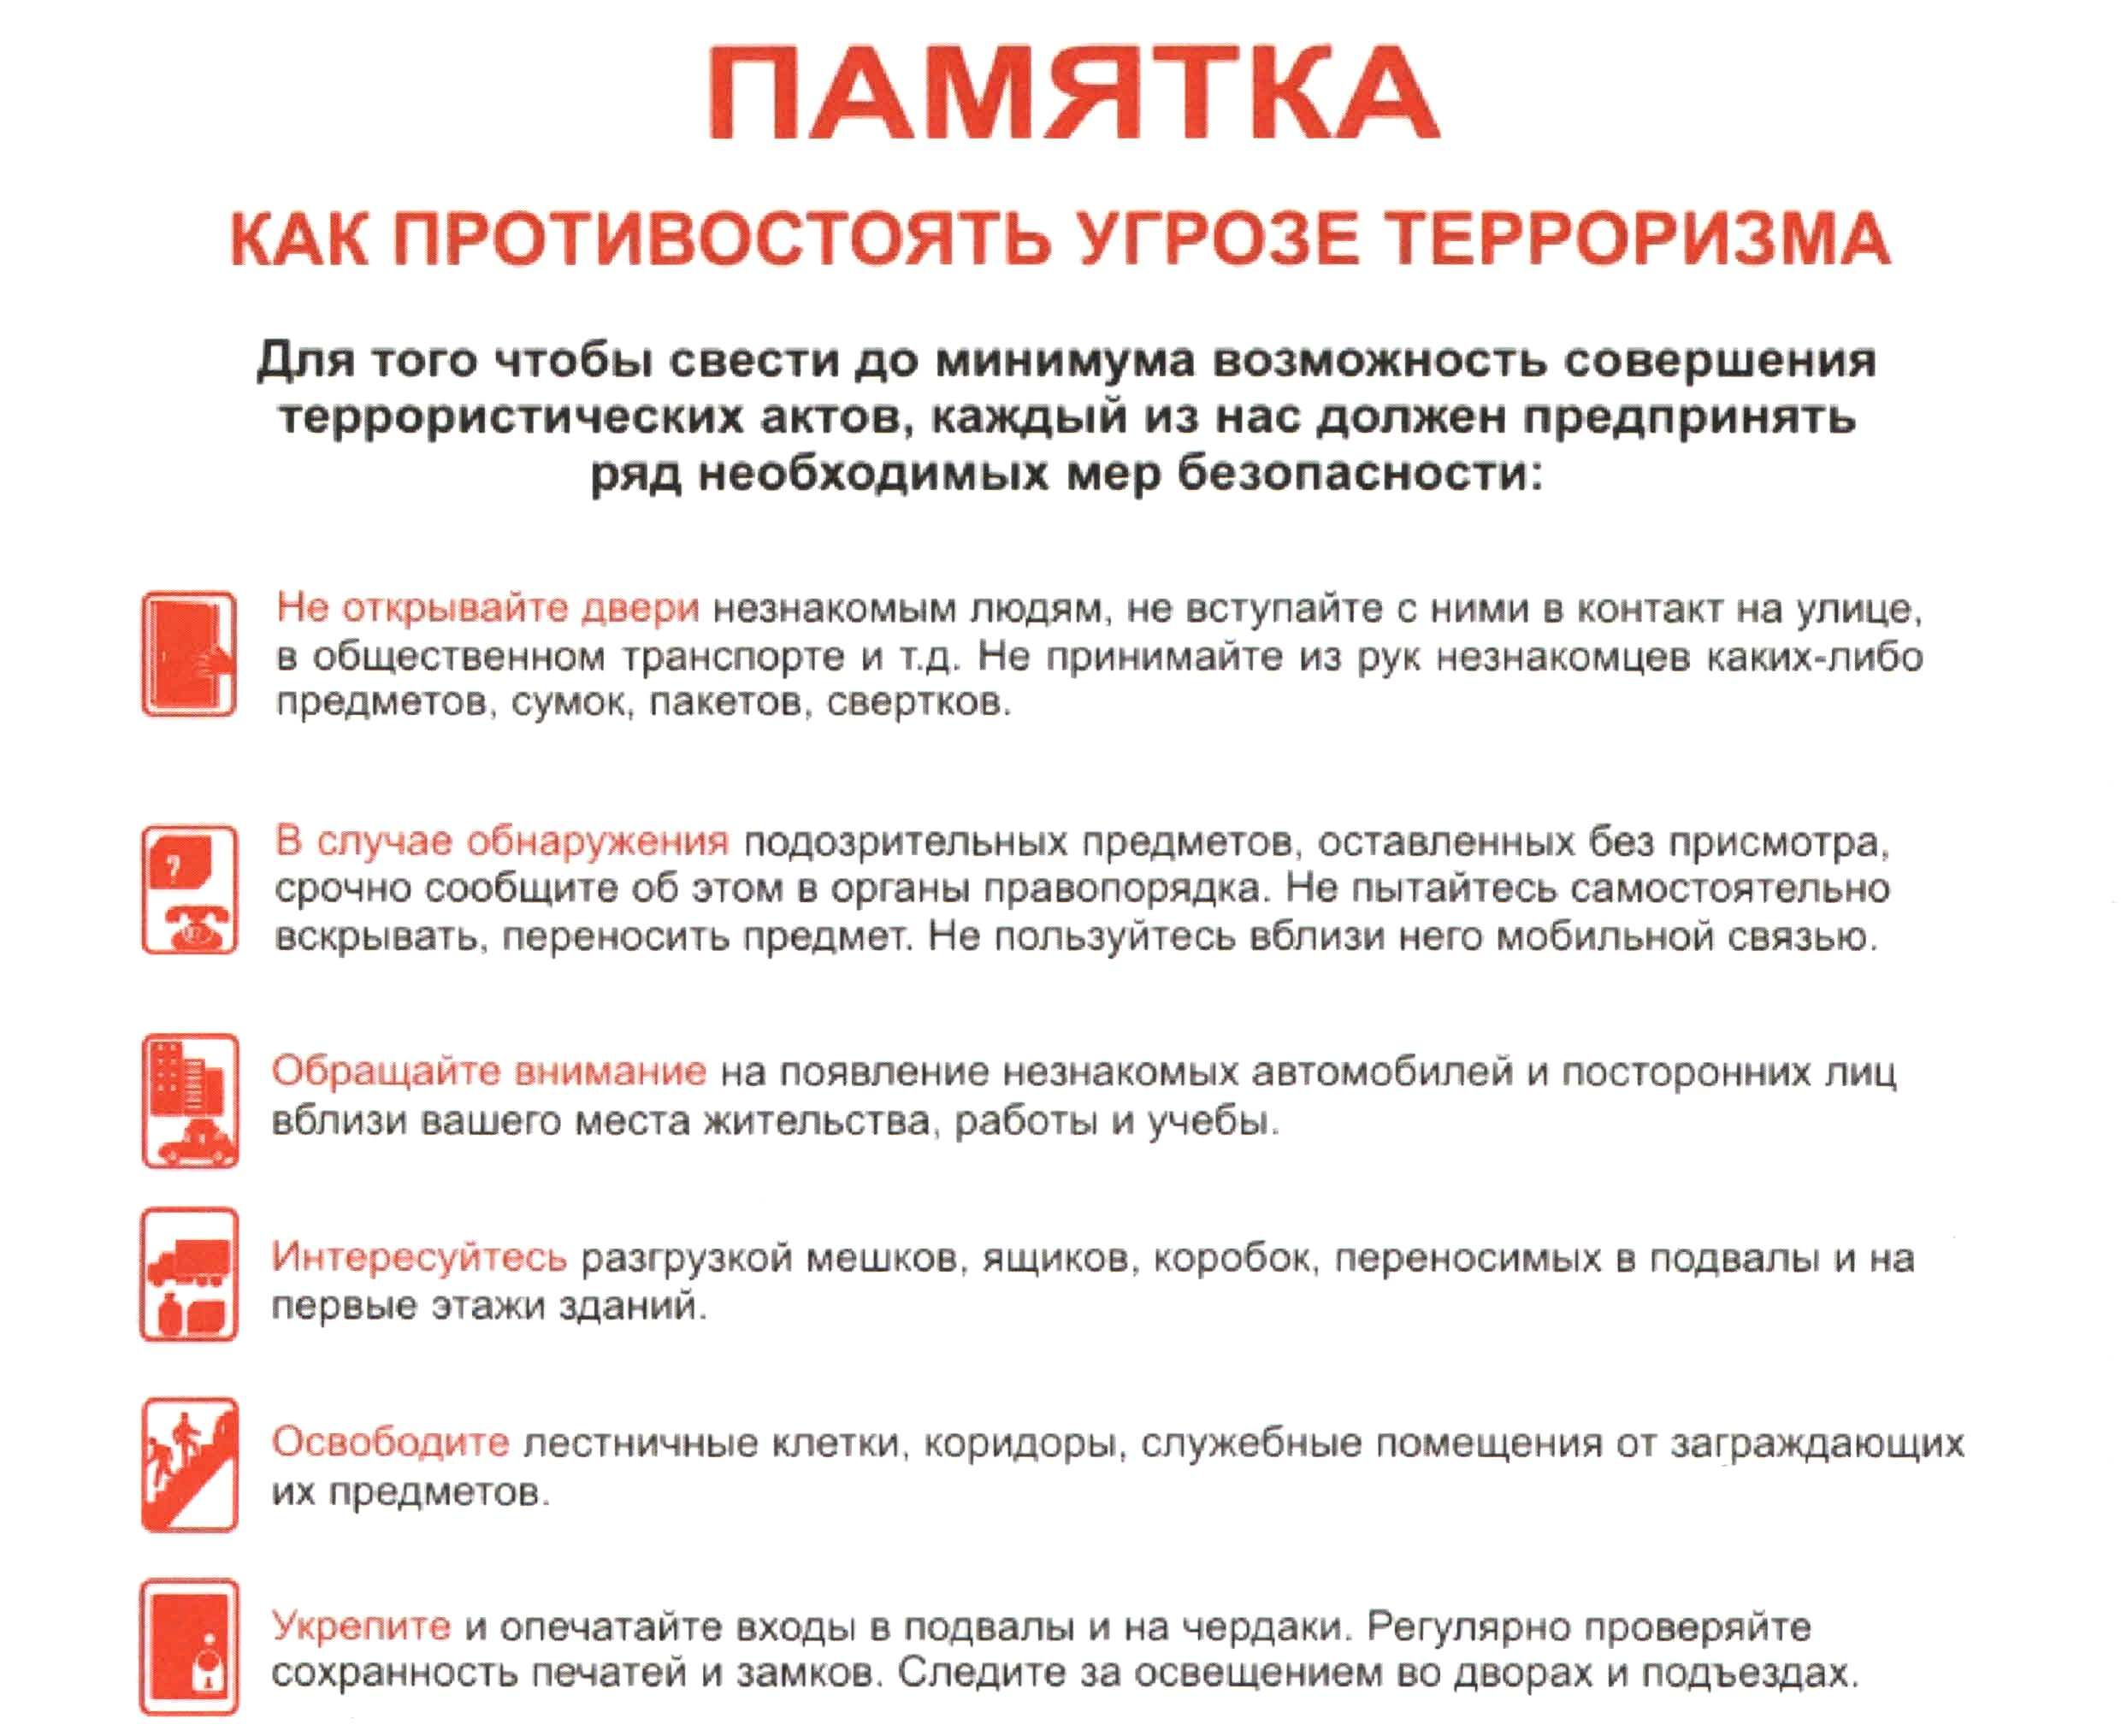 ПАМЯТКА
КАК ПРОТИВОСТОЯТЬ УГРОЗЕ ТЕРРОРИЗМА
Для того чтобы свести до минимума возможность совершения
террористических актов, каждый из нас должен предпринять
ряд необходимых мер безопасности:
Не открывайте двери незнакомым людям, не вступайте с ними в контакт на улице,
в общественном транспорте и т.д. Не принимайте из рук незнакомцев каких-либо
предметов, сумок, пакетов, свертков.
?
В случае обнаружения подозрительных предметов, оставленных без присмотра,
срочно сообщите об этом в органы правопорядка. Не пытайтесь самостоятельно
вскрывать, переносить предмет. Не пользуйтесь вблизи него мобильной связью.
Обращайте внимание на появление незнакомых автомобилей и посторонних лиц
вблизи вашего места жительства, работы и учебы.
Интересуйтесь разгрузкой мешков, ящиков, коробок, переносимых в подвалы и на
первые этажи зданий.
Освободите лестничные клетки, коридоры, служебные помещения от заграждающих
их предметов.
Укрепите и опечатайте входы в подвалы и на чердаки. Регулярно проверяйте
сохранность печатей и замков. Следите за освещением во дворах и подъездах.